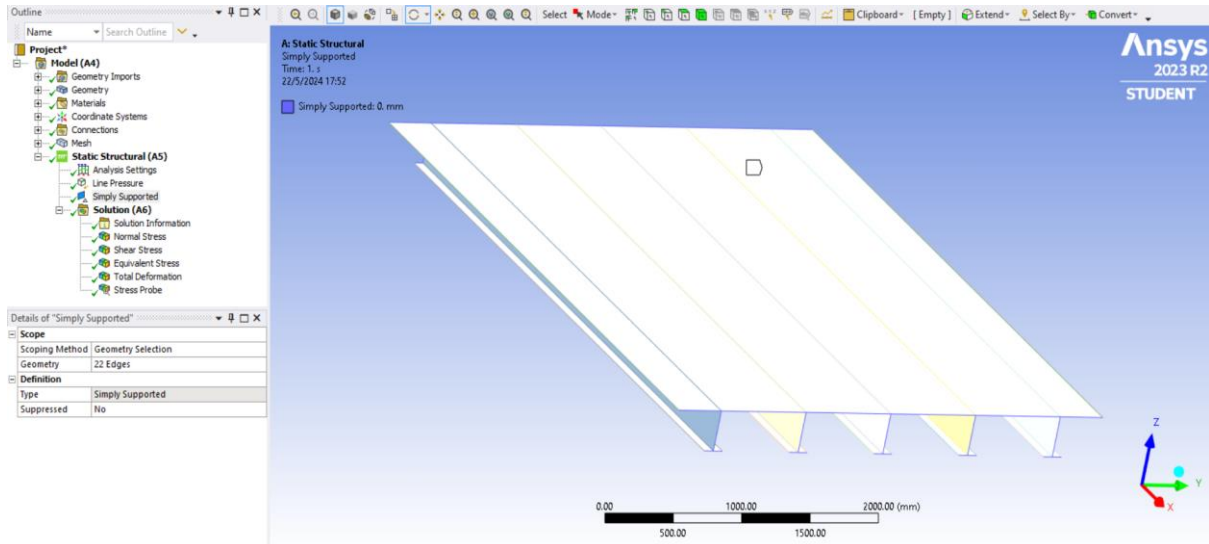 Outline
Name
Search Outline
Project*
Model (A4)
Geometry Imports
Geometry
Materials
Coordinate Systems
Connections
Mesh
Static Structural (A5)
Analysis Settings
Line Pressure
Simply Supported
Solution (A6)
Solution Information
Normal Stress
Shear Stress
Equivalent Stress
Total Deformation
Stress Probe
Details of "Simply Supported"
Scope
Scoping Method Geometry Selection
Geometry 22 Edges
Definition
Type Simply Supported
Suppressed No
Select Mode Clipboard [ Empty ] Extend Select By Convert
A: Static Structural
Simply Supported
Time: 1. s
22/5/2024 17:52
Simply Supported: 0. mm
Ansys
2023 R2
STUDENT
0.00 1000.00 2000.00 (mm)
500.00 1500.00
Z
Y
X